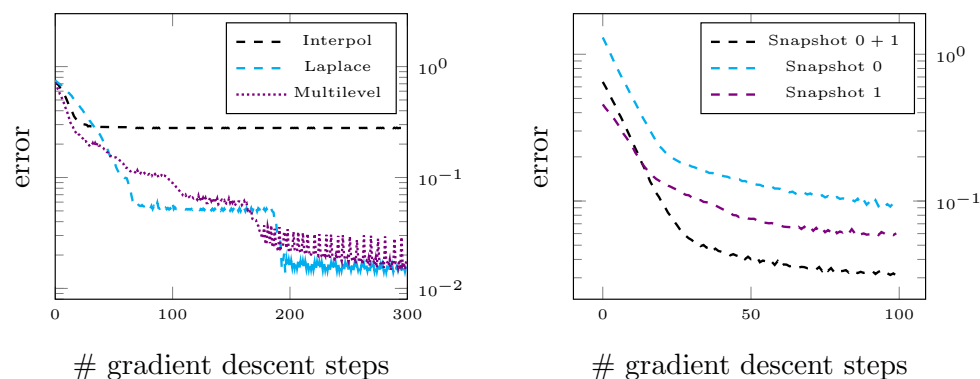 Interpol
Laplace
Multilevel
10^0
10^{-1}
10^{-2}
error
0 100 200 300
# gradient descent steps
Snapshot 0 + 1
Snapshot 0
Snapshot 1
10^0
10^{-1}
error
0 50 100
# gradient descent steps